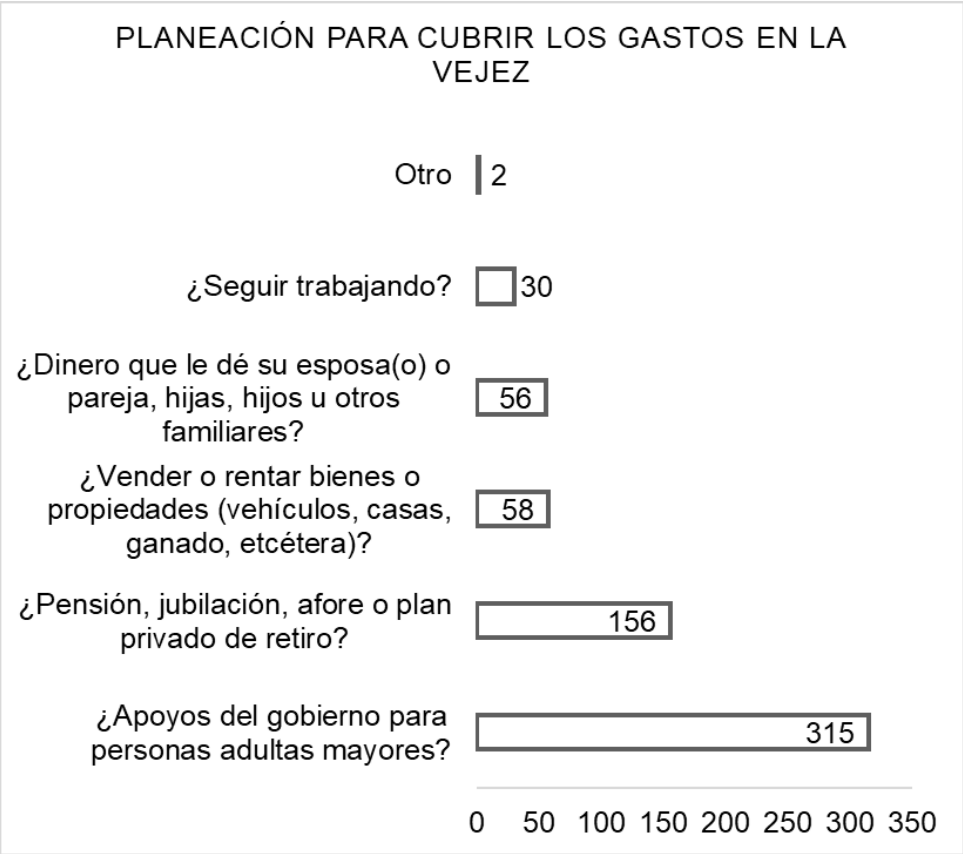 PLANEACIÓN PARA CUBRIR LOS GASTOS EN LA
VEJEZ
Otro 2
¿Seguir trabajando? 30
¿Dinero que le dé su esposa(o) o
pareja, hijas, hijos u otros
familiares?
56
¿Vender o rentar bienes o
propiedades (vehículos, casas,
ganado, etcétera)?
58
¿Pensión, jubilación, afore o plan
privado de retiro?
156
¿Apoyos del gobierno para
personas adultas mayores?
315
0 50 100 150 200 250 300 350